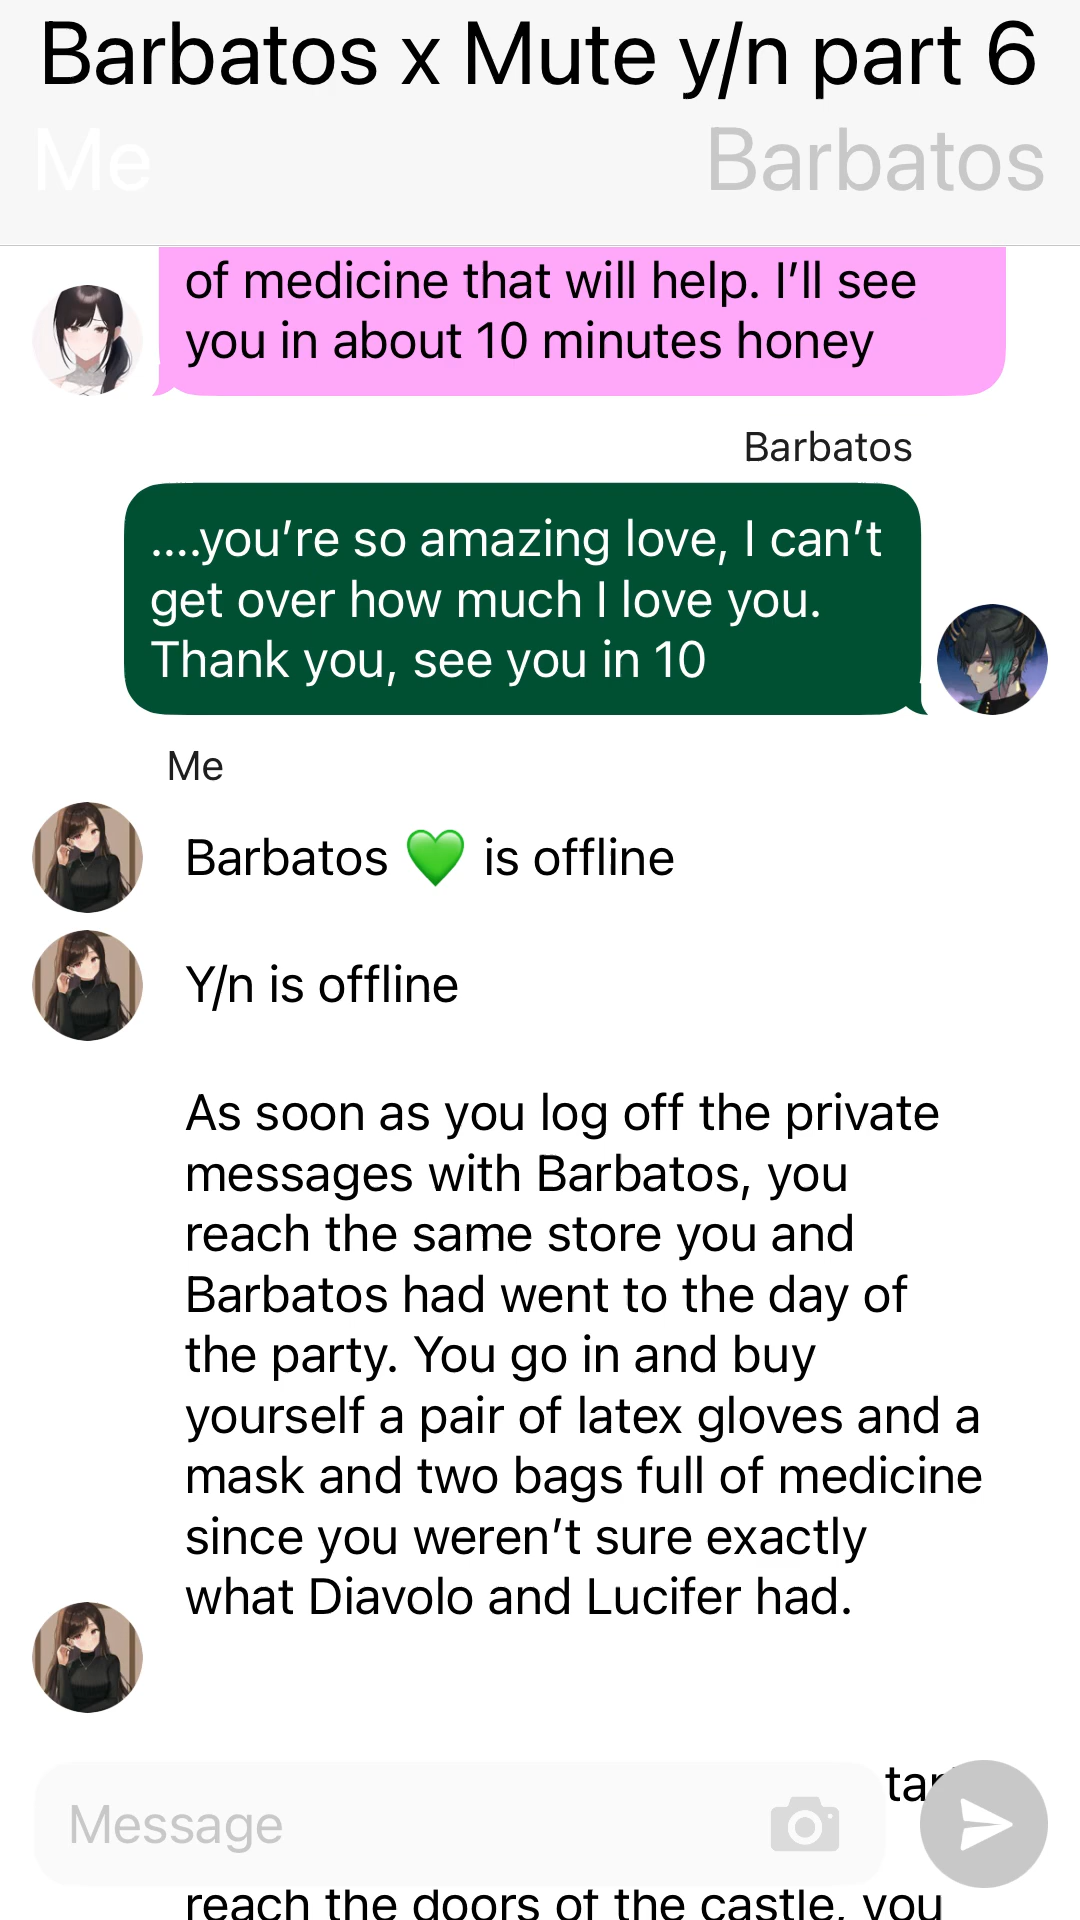 Barbatos x Mute y/n part 6
Me
Barbatos
of medicine that will help. I’ll see
you in about 10 minutes honey
Barbatos
....you’re so amazing love, I can’t
get over how much I love you.
Thank you, see you in 10
Me
Barbatos 💚 is offline
Y/n is offline
As soon as you log off the private
messages with Barbatos, you
reach the same store you and
Barbatos had went to the day of
the party. You go in and buy
yourself a pair of latex gloves and a
mask and two bags full of medicine
since you weren’t sure exactly
what Diavolo and Lucifer had.
Message
reach the doors of the castle, you